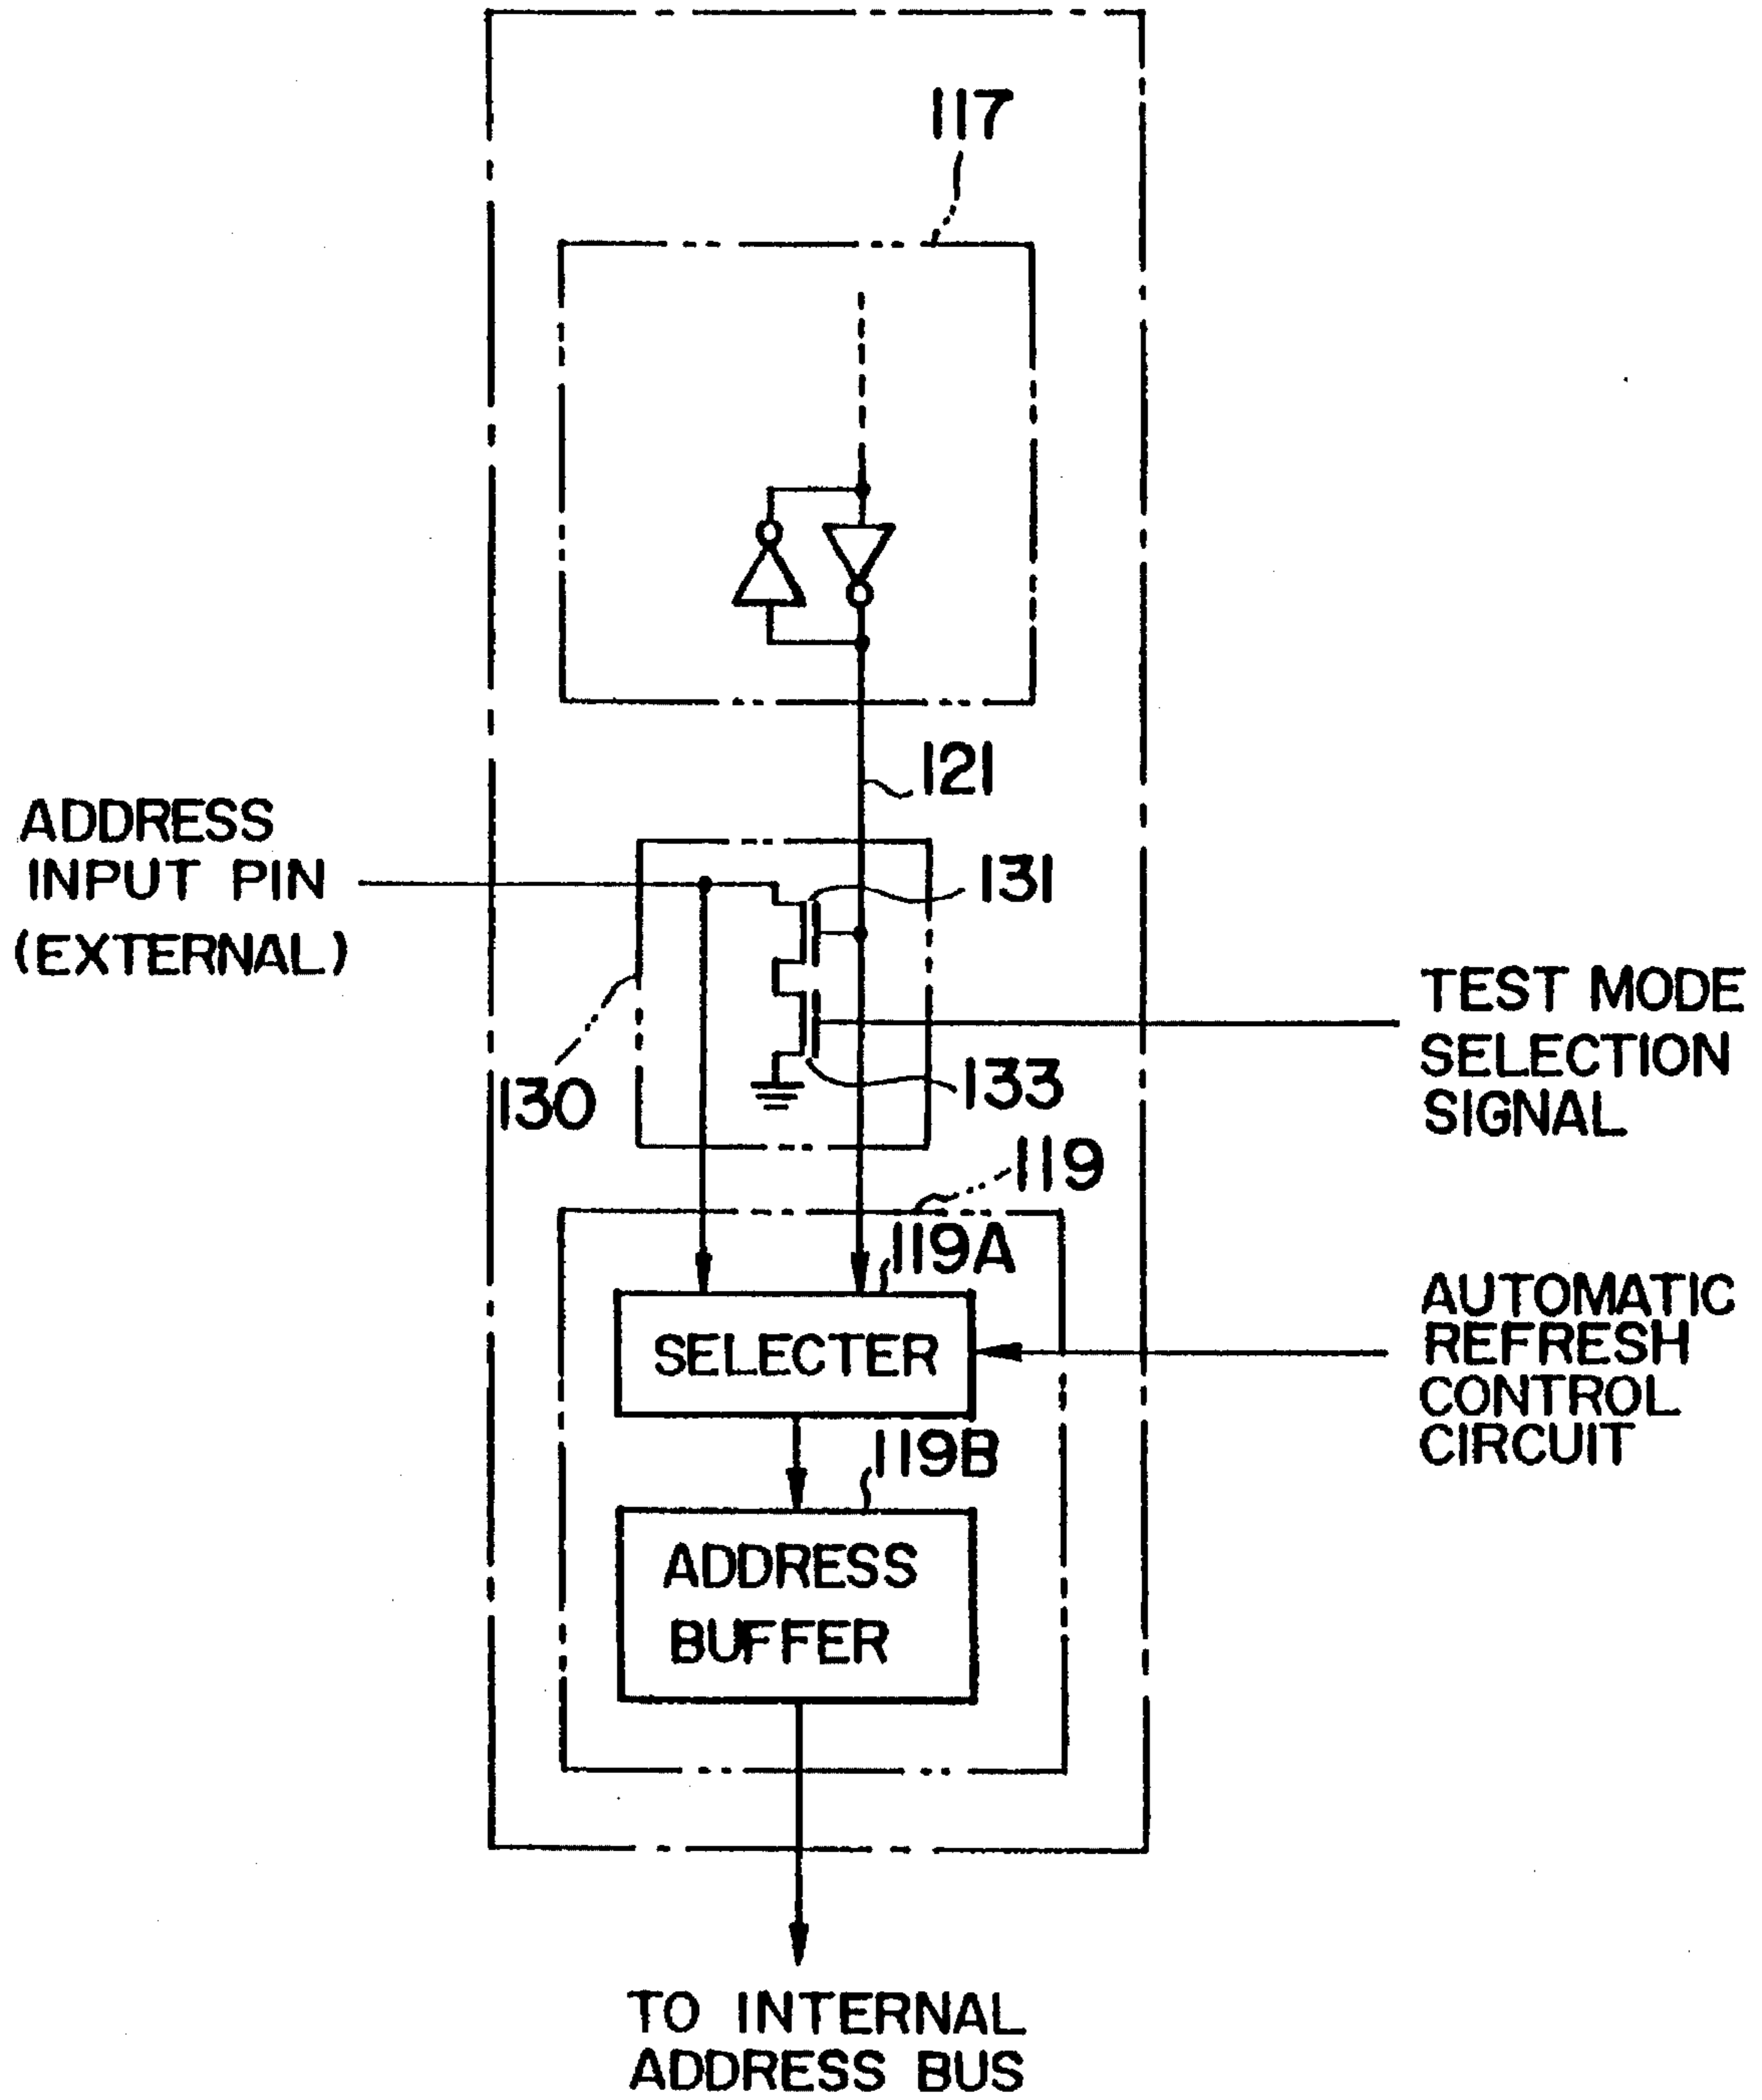 117
121
ADDRESS
INPUT PIN
(EXTERNAL)
131
TEST MODE
SELECTION
SIGNAL
133
130
119
119A
SELECTER
AUTOMATIC
REFRESH
CONTROL
CIRCUIT
119B
ADDRESS
BUFFER
TO INTERNAL
ADDRESS BUS